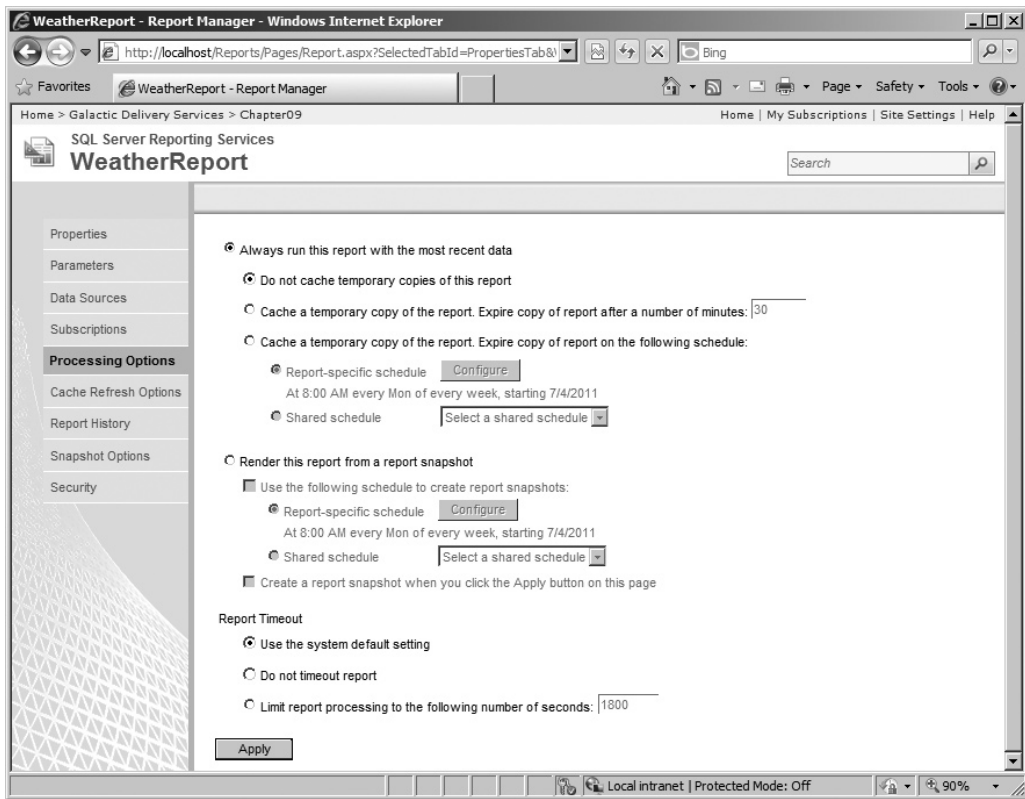 WeatherReport - Report Manager - Windows Internet Explorer
http://localhost/Reports/Pages/Report.aspx?SelectedTabId=PropertiesTab&
Bing
Favorites
WeatherReport - Report Manager
Page
Safety
Tools
Home > Galactic Delivery Services > Chapter09
Home | My Subscriptions | Site Settings | Help
SQL Server Reporting Services
WeatherReport
Search
Properties
Parameters
Data Sources
Subscriptions
Processing Options
Cache Refresh Options
Report History
Snapshot Options
Security
Always run this report with the most recent data
Do not cache temporary copies of this report
Cache a temporary copy of the report. Expire copy of report after a number of minutes: 30
Cache a temporary copy of the report. Expire copy of report on the following schedule:
Report-specific schedule Configure
At 8:00 AM every Mon of every week, starting 7/4/2011
Shared schedule Select a shared schedule
Render this report from a report snapshot
Use the following schedule to create report snapshots:
Report-specific schedule Configure
At 8:00 AM every Mon of every week, starting 7/4/2011
Shared schedule Select a shared schedule
Create a report snapshot when you click the Apply button on this page
Report Timeout
Use the system default setting
Do not timeout report
Limit report processing to the following number of seconds: 1800
Apply
Local intranet | Protected Mode: Off
90%